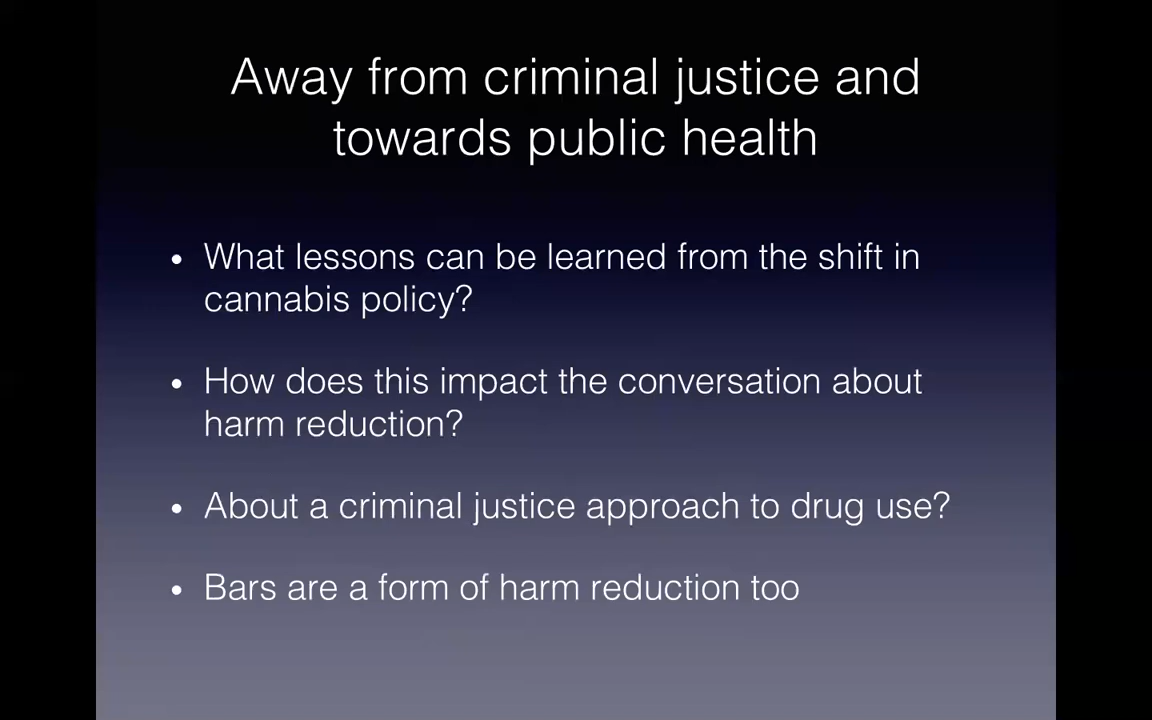 Away from criminal justice and
towards public health
• What lessons can be learned from the shift in
cannabis policy?
• How does this impact the conversation about
harm reduction?
• About a criminal justice approach to drug use?
• Bars are a form of harm reduction too